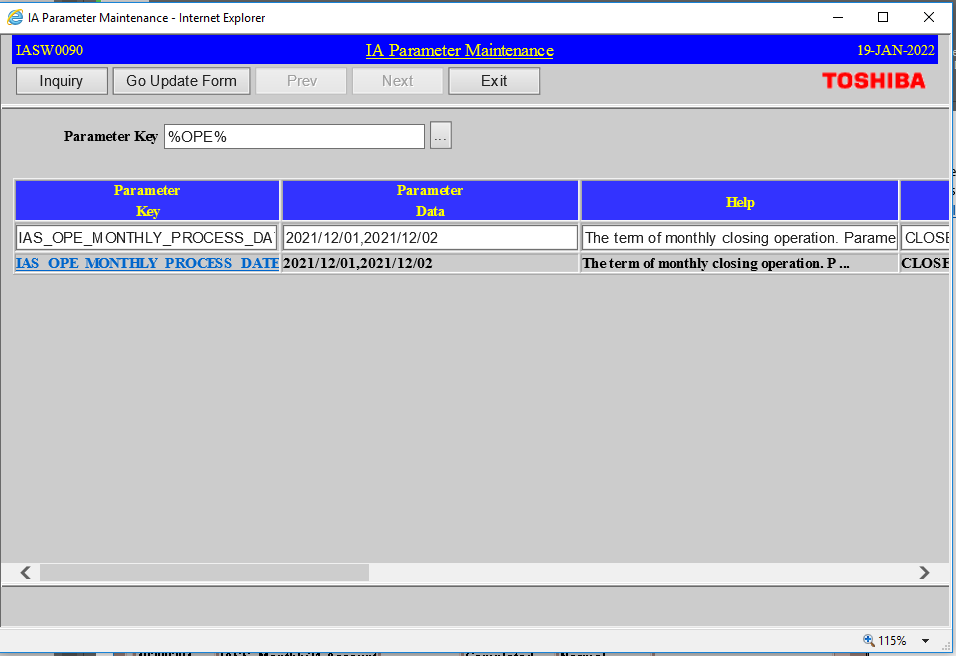 IA Parameter Maintenance - Internet Explorer
IASW0090 IA Parameter Maintenance 19-JAN-2022
Inquiry Go Update Form Prev Next Exit TOSHIBA
Parameter Key %OPE% ...
Parameter Key Parameter Data Help
IAS_OPE_MONTHLY_PROCESS_DA 2021/12/01,2021/12/02 The term of monthly closing operation. Parame CLOSE
IAS_OPE_MONTHLY_PROCESS_DATE 2021/12/01,2021/12/02 The term of monthly closing operation. P ... CLOSE
115%